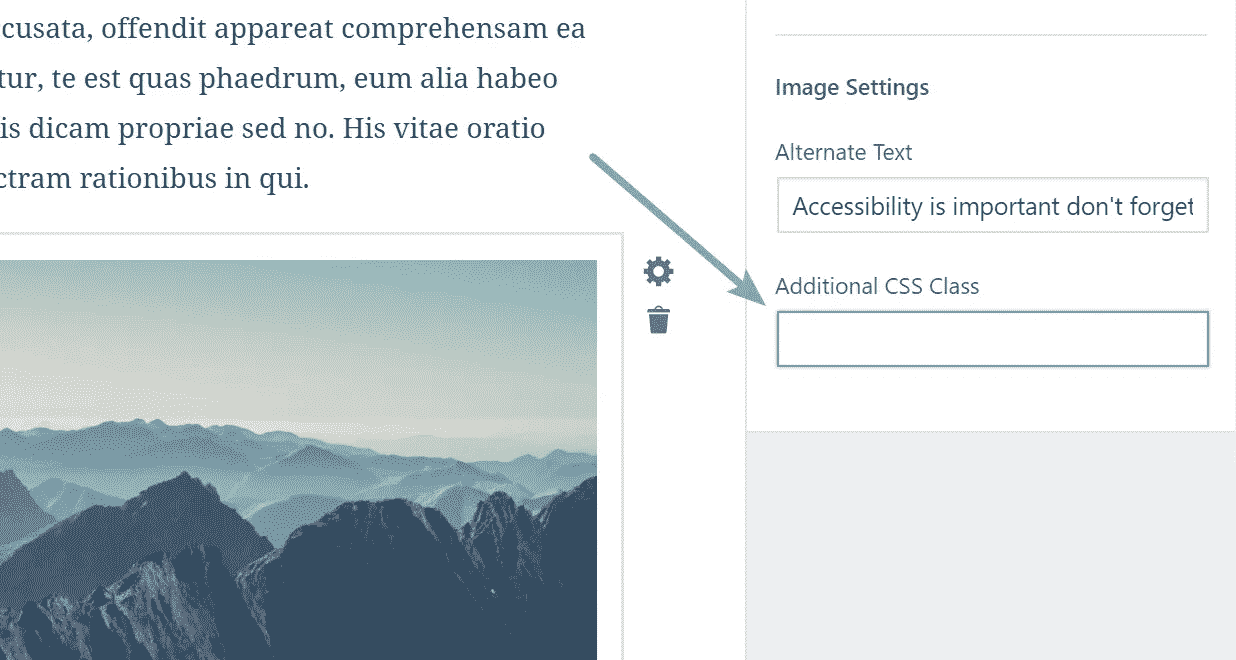 cusata, offendit appareat comprehensam ea
tur, te est quas phaedrum, eum alia habeo
is dicam propriae sed no. His vitae oratio
ctram rationibus in qui.
Image Settings
Alternate Text
Accessibility is important don't forget
Additional CSS Class